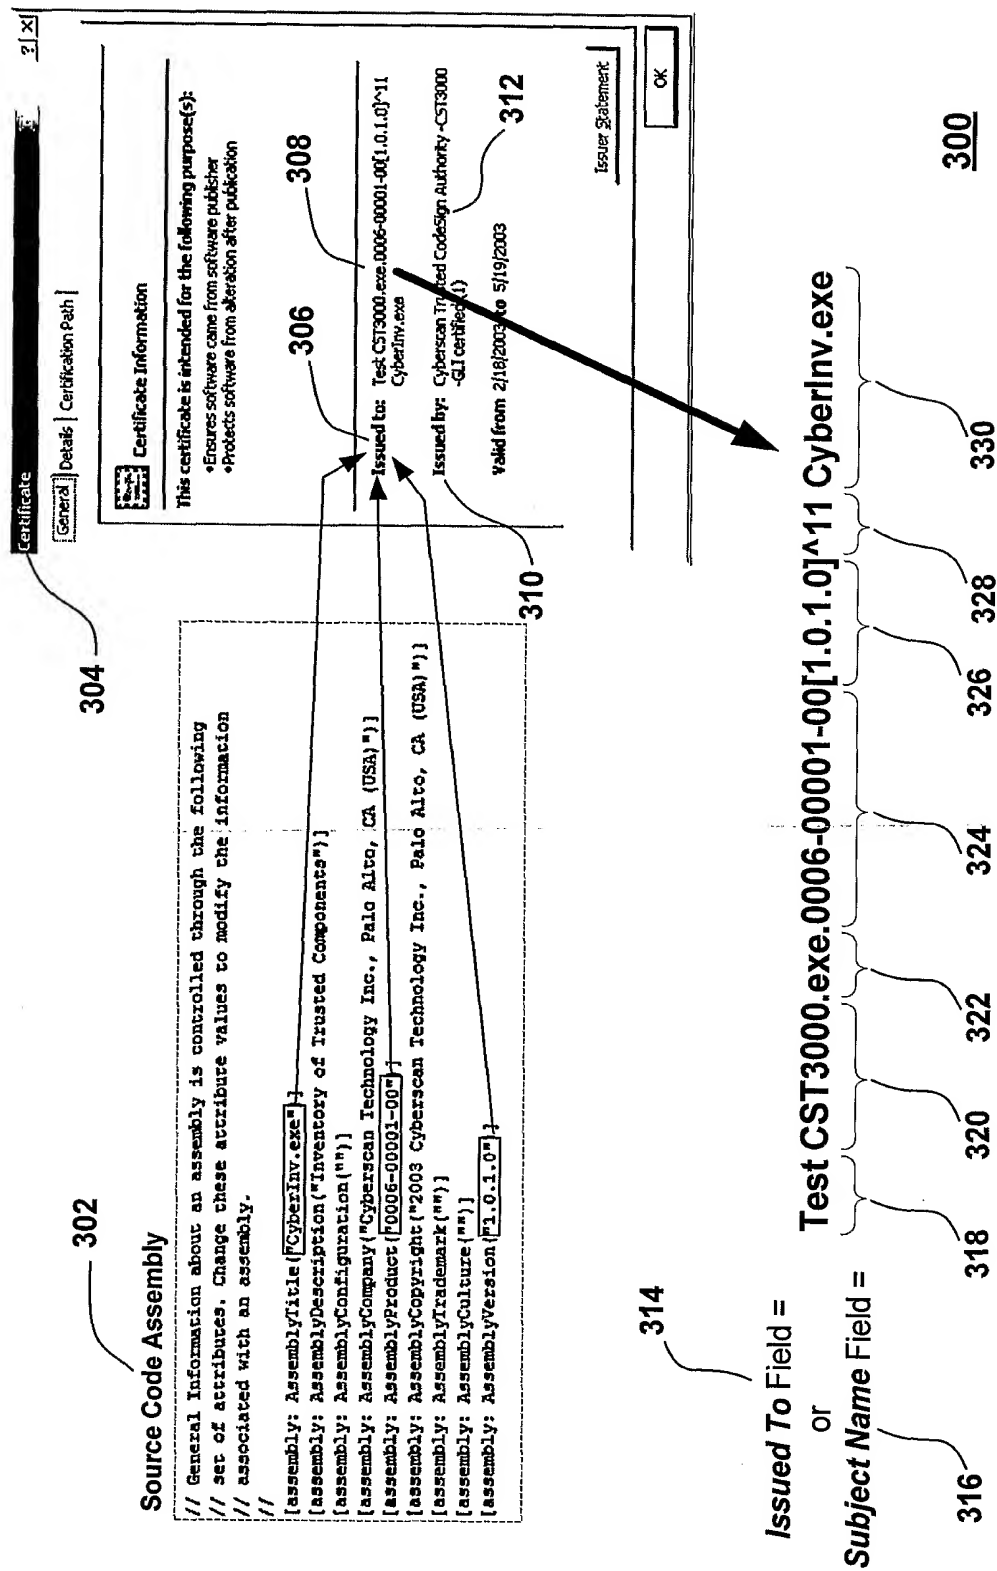 302
Source Code Assembly
// General Information about an assembly is controlled through the following
// set of attributes. Change these attribute values to modify the information
// associated with an assembly.
//
[assembly: AssemblyTitle("CyberInv.exe")]
[assembly: AssemblyDescription("Inventory of Trusted Components")]
[assembly: AssemblyConfiguration("")]
[assembly: AssemblyCompany("Cyberscan Technology Inc., Palo Alto, CA (USA)")]
[assembly: AssemblyProduct("0006-00001-00")]
[assembly: AssemblyCopyright("2003 Cyberscan Technology Inc., Palo Alto, CA (USA)")]
[assembly: AssemblyTrademark("")]
[assembly: AssemblyCulture("")]
[assembly: AssemblyVersion("1.0.1.0")]
304
Certificate
? X
General Details Certification Path
Certificate Information
This certificate is intended for the following purpose(s):
•Ensures software came from software publisher
•Protects software from alteration after publication
306
308
Issued to: Test CST3000.exe.0006-00001-00[1.0.1.0]^11
CyberInv.exe
310
Issued by: Cyberscan Trusted CodeSign Authority -CST3000
-GLI certified(1)
312
Valid from 2/18/2003 to 5/19/2003
Issuer Statement
OK
314
Issued To Field =
or
Subject Name Field =
316
Test CST3000.exe.0006-00001-00[1.0.1.0]^11 CyberInv.exe
318
320
322
324
326
328
330
300